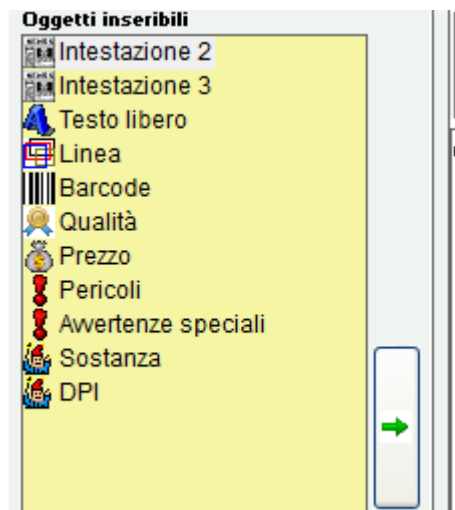 Oggetti inseribili
Intestazione 2
Intestazione 3
Testo libero
Linea
Barcode
Qualità
Prezzo
Pericoli
Avvertenze speciali
Sostanza
DPI